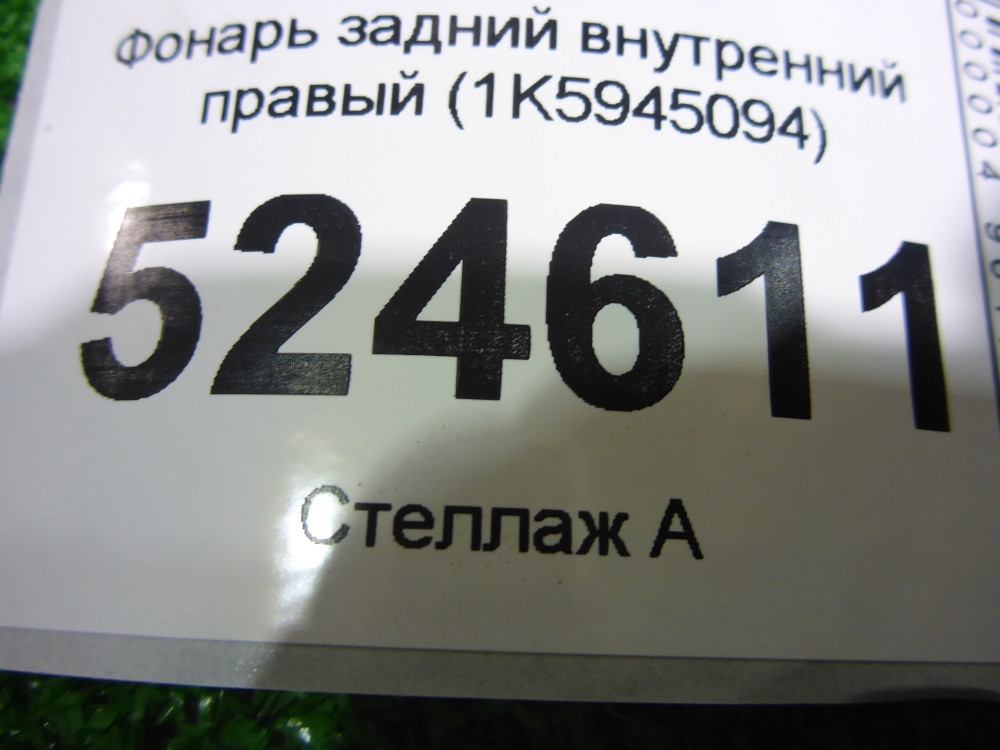 Фонарь задний внутренний
правый (1K5945094)
524611
Стеллаж А